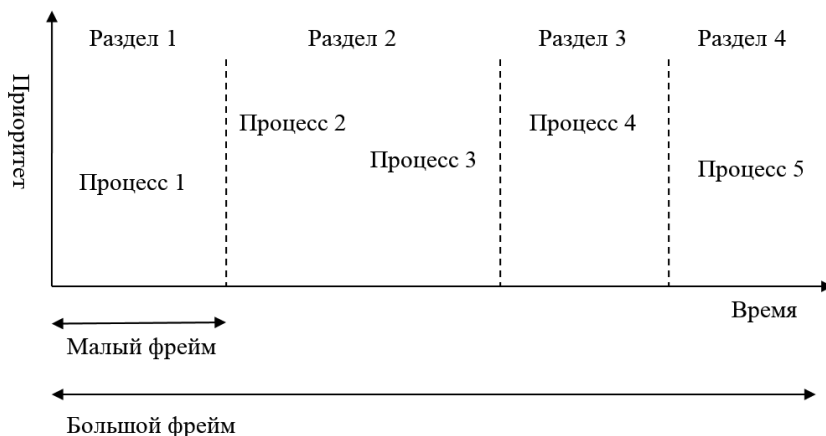 Раздел 1
Раздел 2
Раздел 3
Раздел 4
Приоритет
Процесс 2
Процесс 4
Процесс 3
Процесс 5
Процесс 1
Время
Малый фрейм
Большой фрейм